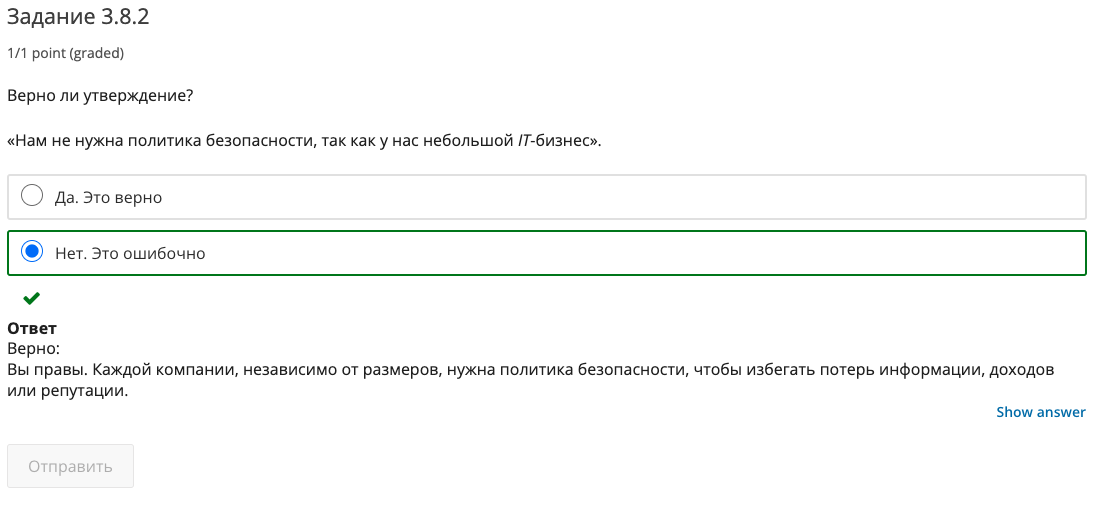 Задание 3.8.2
1/1 point (graded)
Верно ли утверждение?
«Нам не нужна политика безопасности, так как у нас небольшой IT-бизнес».
Да. Это верно
Нет. Это ошибочно
Ответ
Верно:
Вы правы. Каждой компании, независимо от размеров, нужна политика безопасности, чтобы избегать потерь информации, доходов
или репутации.
Show answer
Отправить